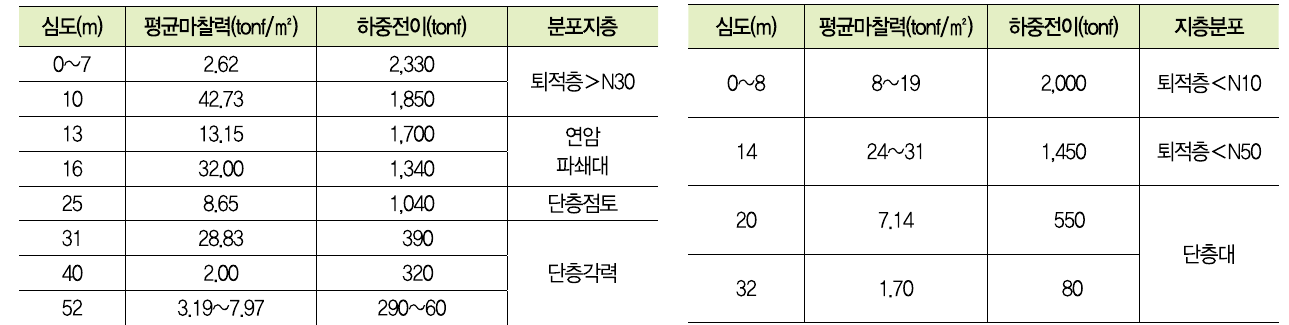 심도(m) 평균마찰력(tonf/㎡) 하중전이(tonf) 분포지층
0~7 2.62 2,330 퇴적층>N30
10 42.73 1,850
13 13.15 1,700 연암
16 32.00 1,340 파쇄대
25 8.65 1,040 단층점토
31 28.83 390 단층각력
40 2.00 320
52 3.19~7.97 290~60
심도(m) 평균마찰력(tonf/㎡) 하중전이(tonf) 지층분포
0~8 8~19 2,000 퇴적층<N10
14 24~31 1,450 퇴적층<N50
20 7.14 550 단층대
32 1.70 80